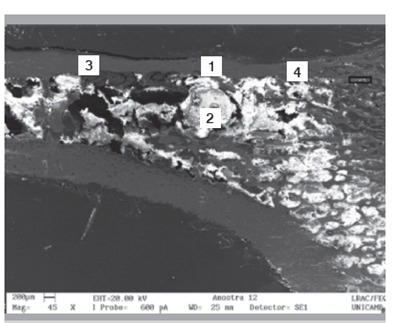 3
1
4
2
200µm EHT=20.00 kV Amostra 12 LRAC/FEQ
Mag= 45 X I Probe= 600 pA WD= 25 mm Detector= SE1 UNICAMP